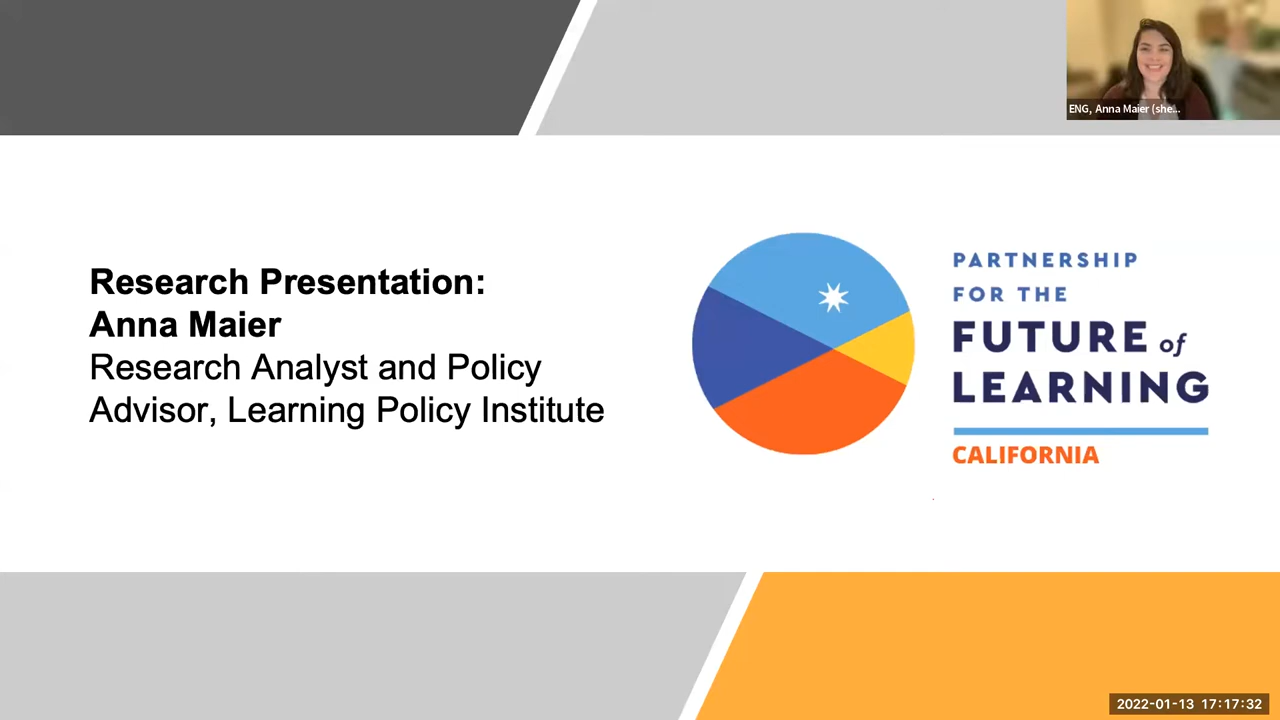 ENG, Anna Maier (she...
Research Presentation:
Anna Maier
Research Analyst and Policy
Advisor, Learning Policy Institute
PARTNERSHIP
FOR THE
FUTURE of
LEARNING
CALIFORNIA
2022-01-13 17:17:32